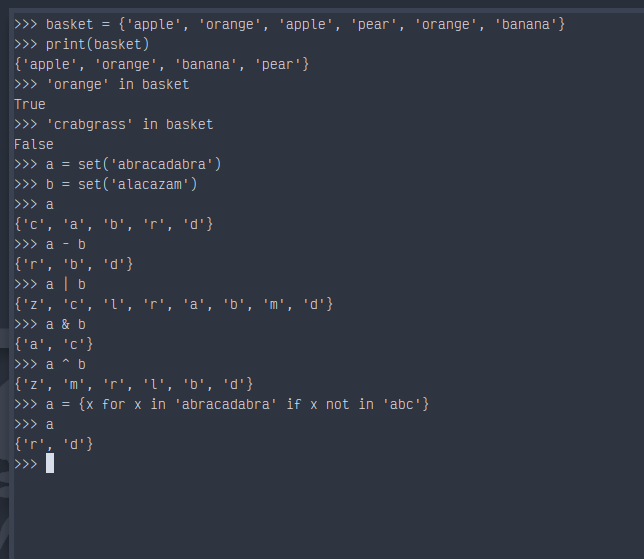 >>> basket = {'apple', 'orange', 'apple', 'pear', 'orange', 'banana'}
>>> print(basket)
{'apple', 'orange', 'banana', 'pear'}
>>> 'orange' in basket
True
>>> 'crabgrass' in basket
False
>>> a = set('abracadabra')
>>> b = set('alacazam')
>>> a
{'c', 'a', 'b', 'r', 'd'}
>>> a - b
{'r', 'b', 'd'}
>>> a | b
{'z', 'c', 'l', 'r', 'a', 'b', 'm', 'd'}
>>> a & b
{'a', 'c'}
>>> a ^ b
{'z', 'm', 'r', 'l', 'b', 'd'}
>>> a = {x for x in 'abracadabra' if x not in 'abc'}
>>> a
{'r', 'd'}
>>>